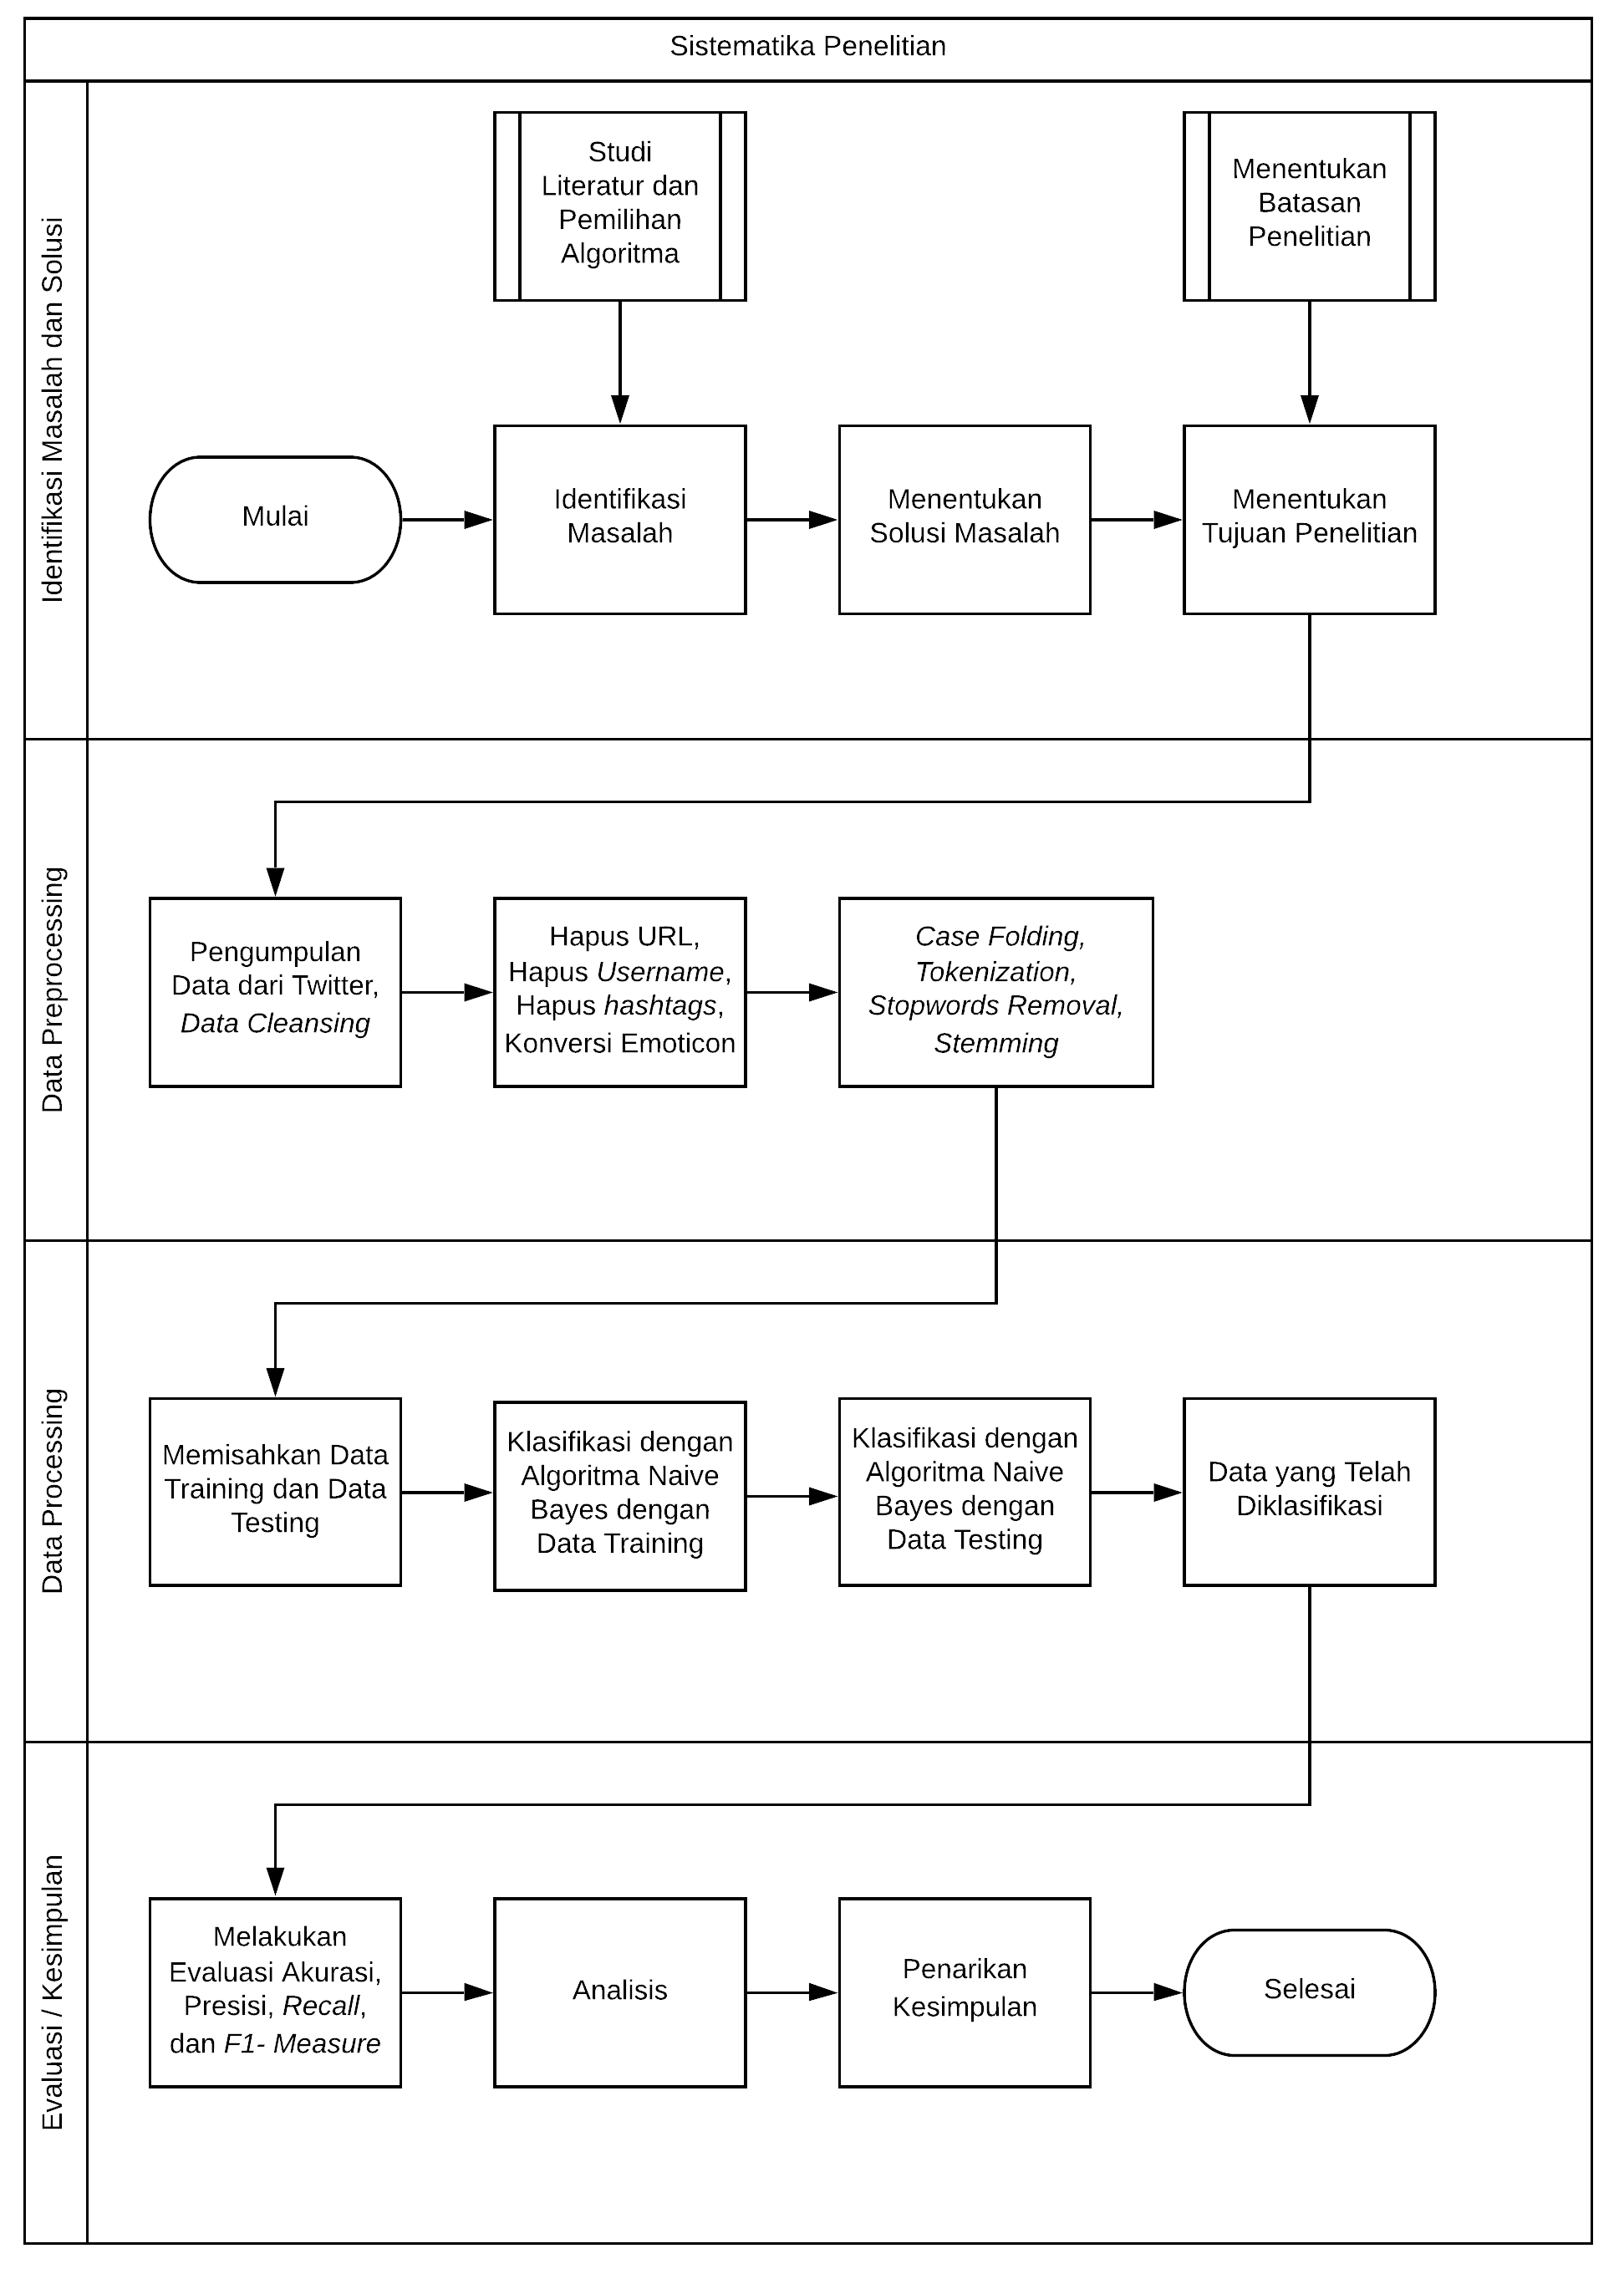 Sistematika Penelitian
Identifikasi Masalah dan Solusi
Studi
Literatur dan
Pemilihan
Algoritma
Menentukan
Batasan
Penelitian
Mulai
Identifikasi
Masalah
Menentukan
Solusi Masalah
Menentukan
Tujuan Penelitian
Data Preprocessing
Pengumpulan
Data dari Twitter,
Data Cleansing
Hapus URL,
Hapus Username,
Hapus hashtags,
Konversi Emoticon
Case Folding,
Tokenization,
Stopwords Removal,
Stemming
Data Processing
Memisahkan Data
Training dan Data
Testing
Klasifikasi dengan
Algoritma Naive
Bayes dengan
Data Training
Klasifikasi dengan
Algoritma Naive
Bayes dengan
Data Testing
Data yang Telah
Diklasifikasi
Evaluasi / Kesimpulan
Melakukan
Evaluasi Akurasi,
Presisi, Recall,
dan F1- Measure
Analisis
Penarikan
Kesimpulan
Selesai